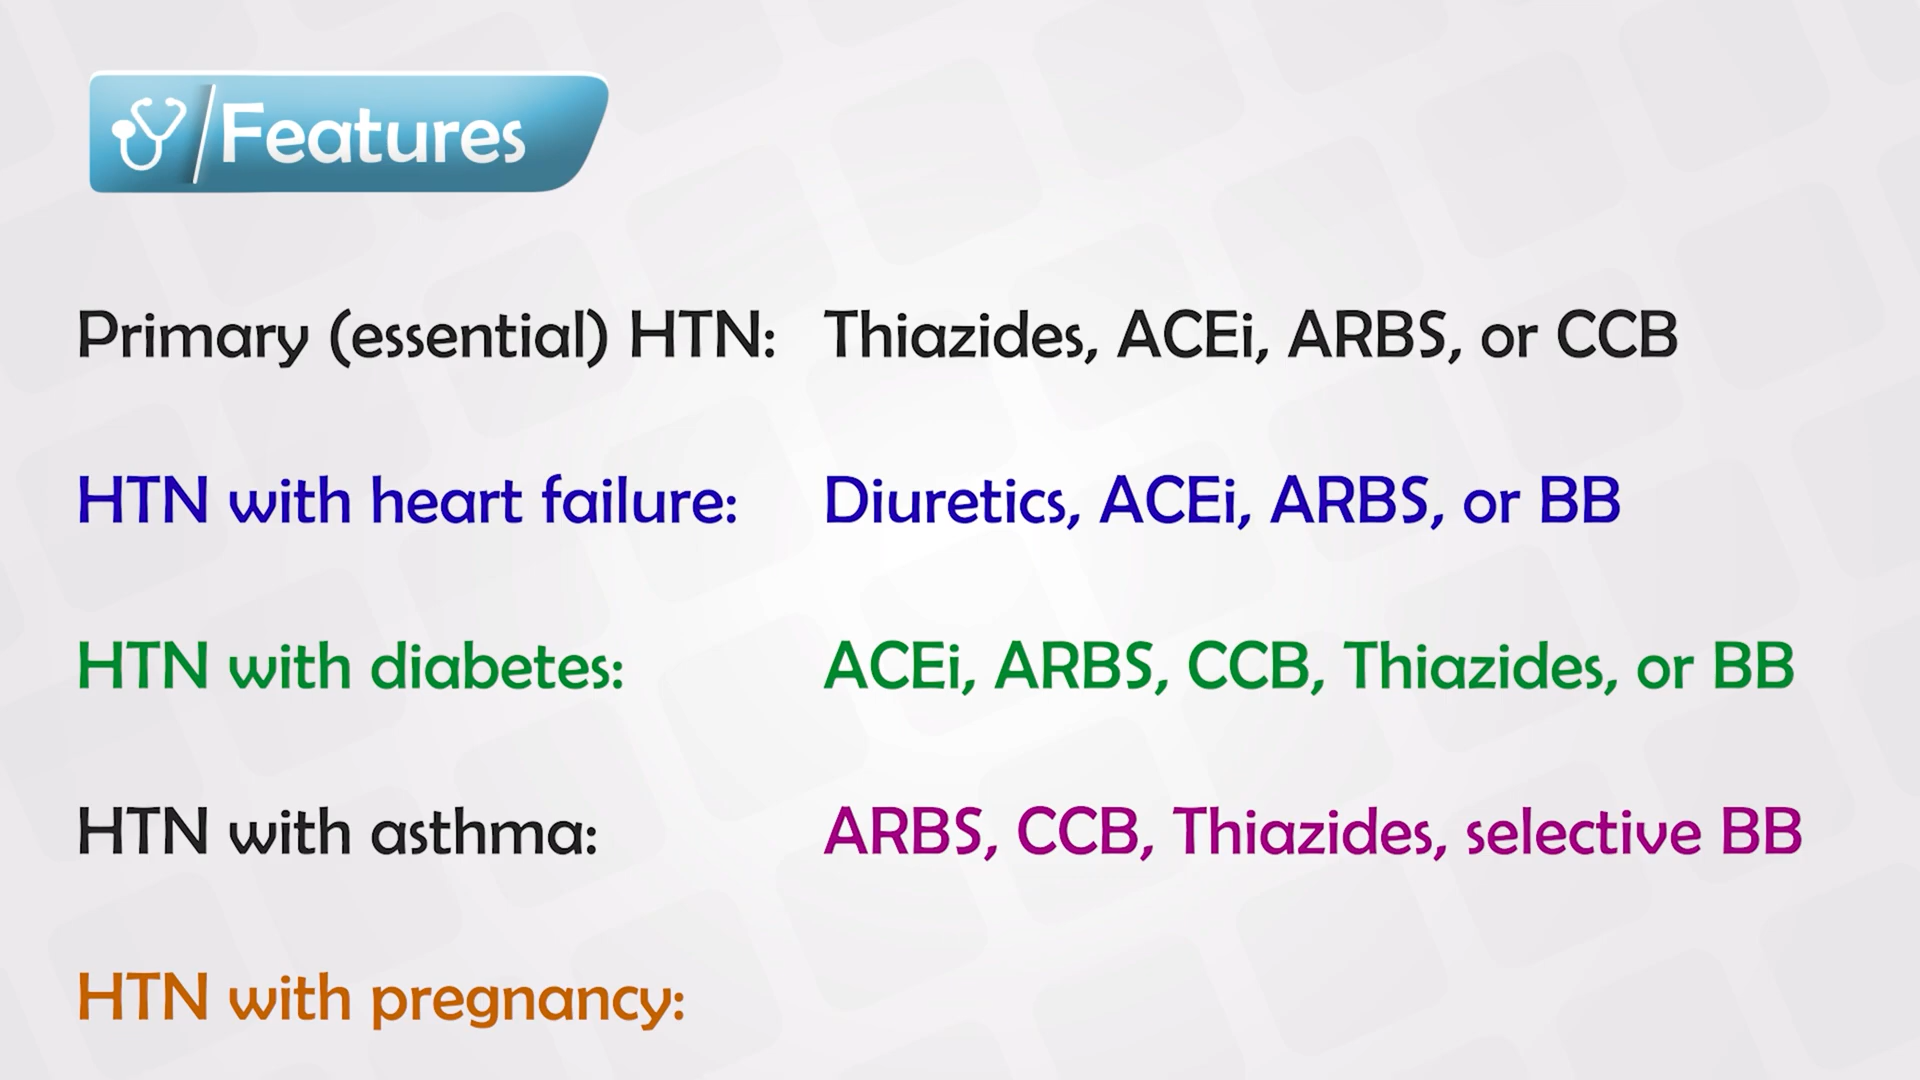 Features
Primary (essential) HTN: Thiazides, ACEi, ARBS, or CCB
HTN with heart failure: Diuretics, ACEi, ARBS, or BB
HTN with diabetes: ACEi, ARBS, CCB, Thiazides, or BB
HTN with asthma: ARBS, CCB, Thiazides, selective BB
HTN with pregnancy: